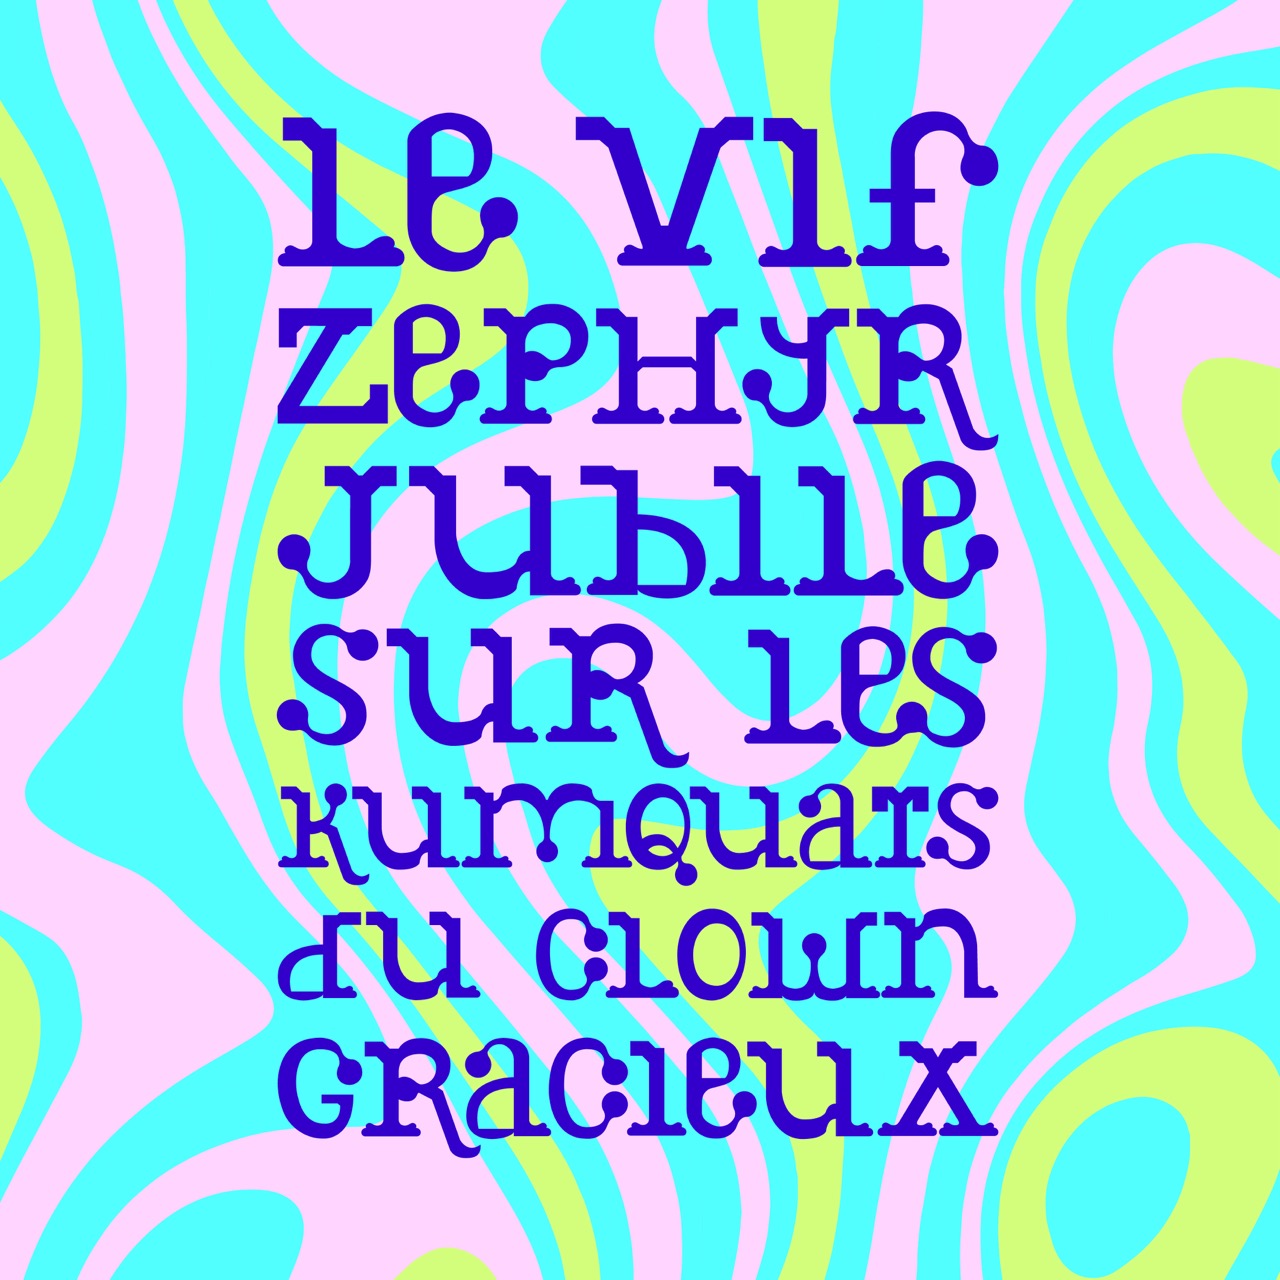 le vif
zephyr
jubile
sur les
kumquats
du clown
gracieux